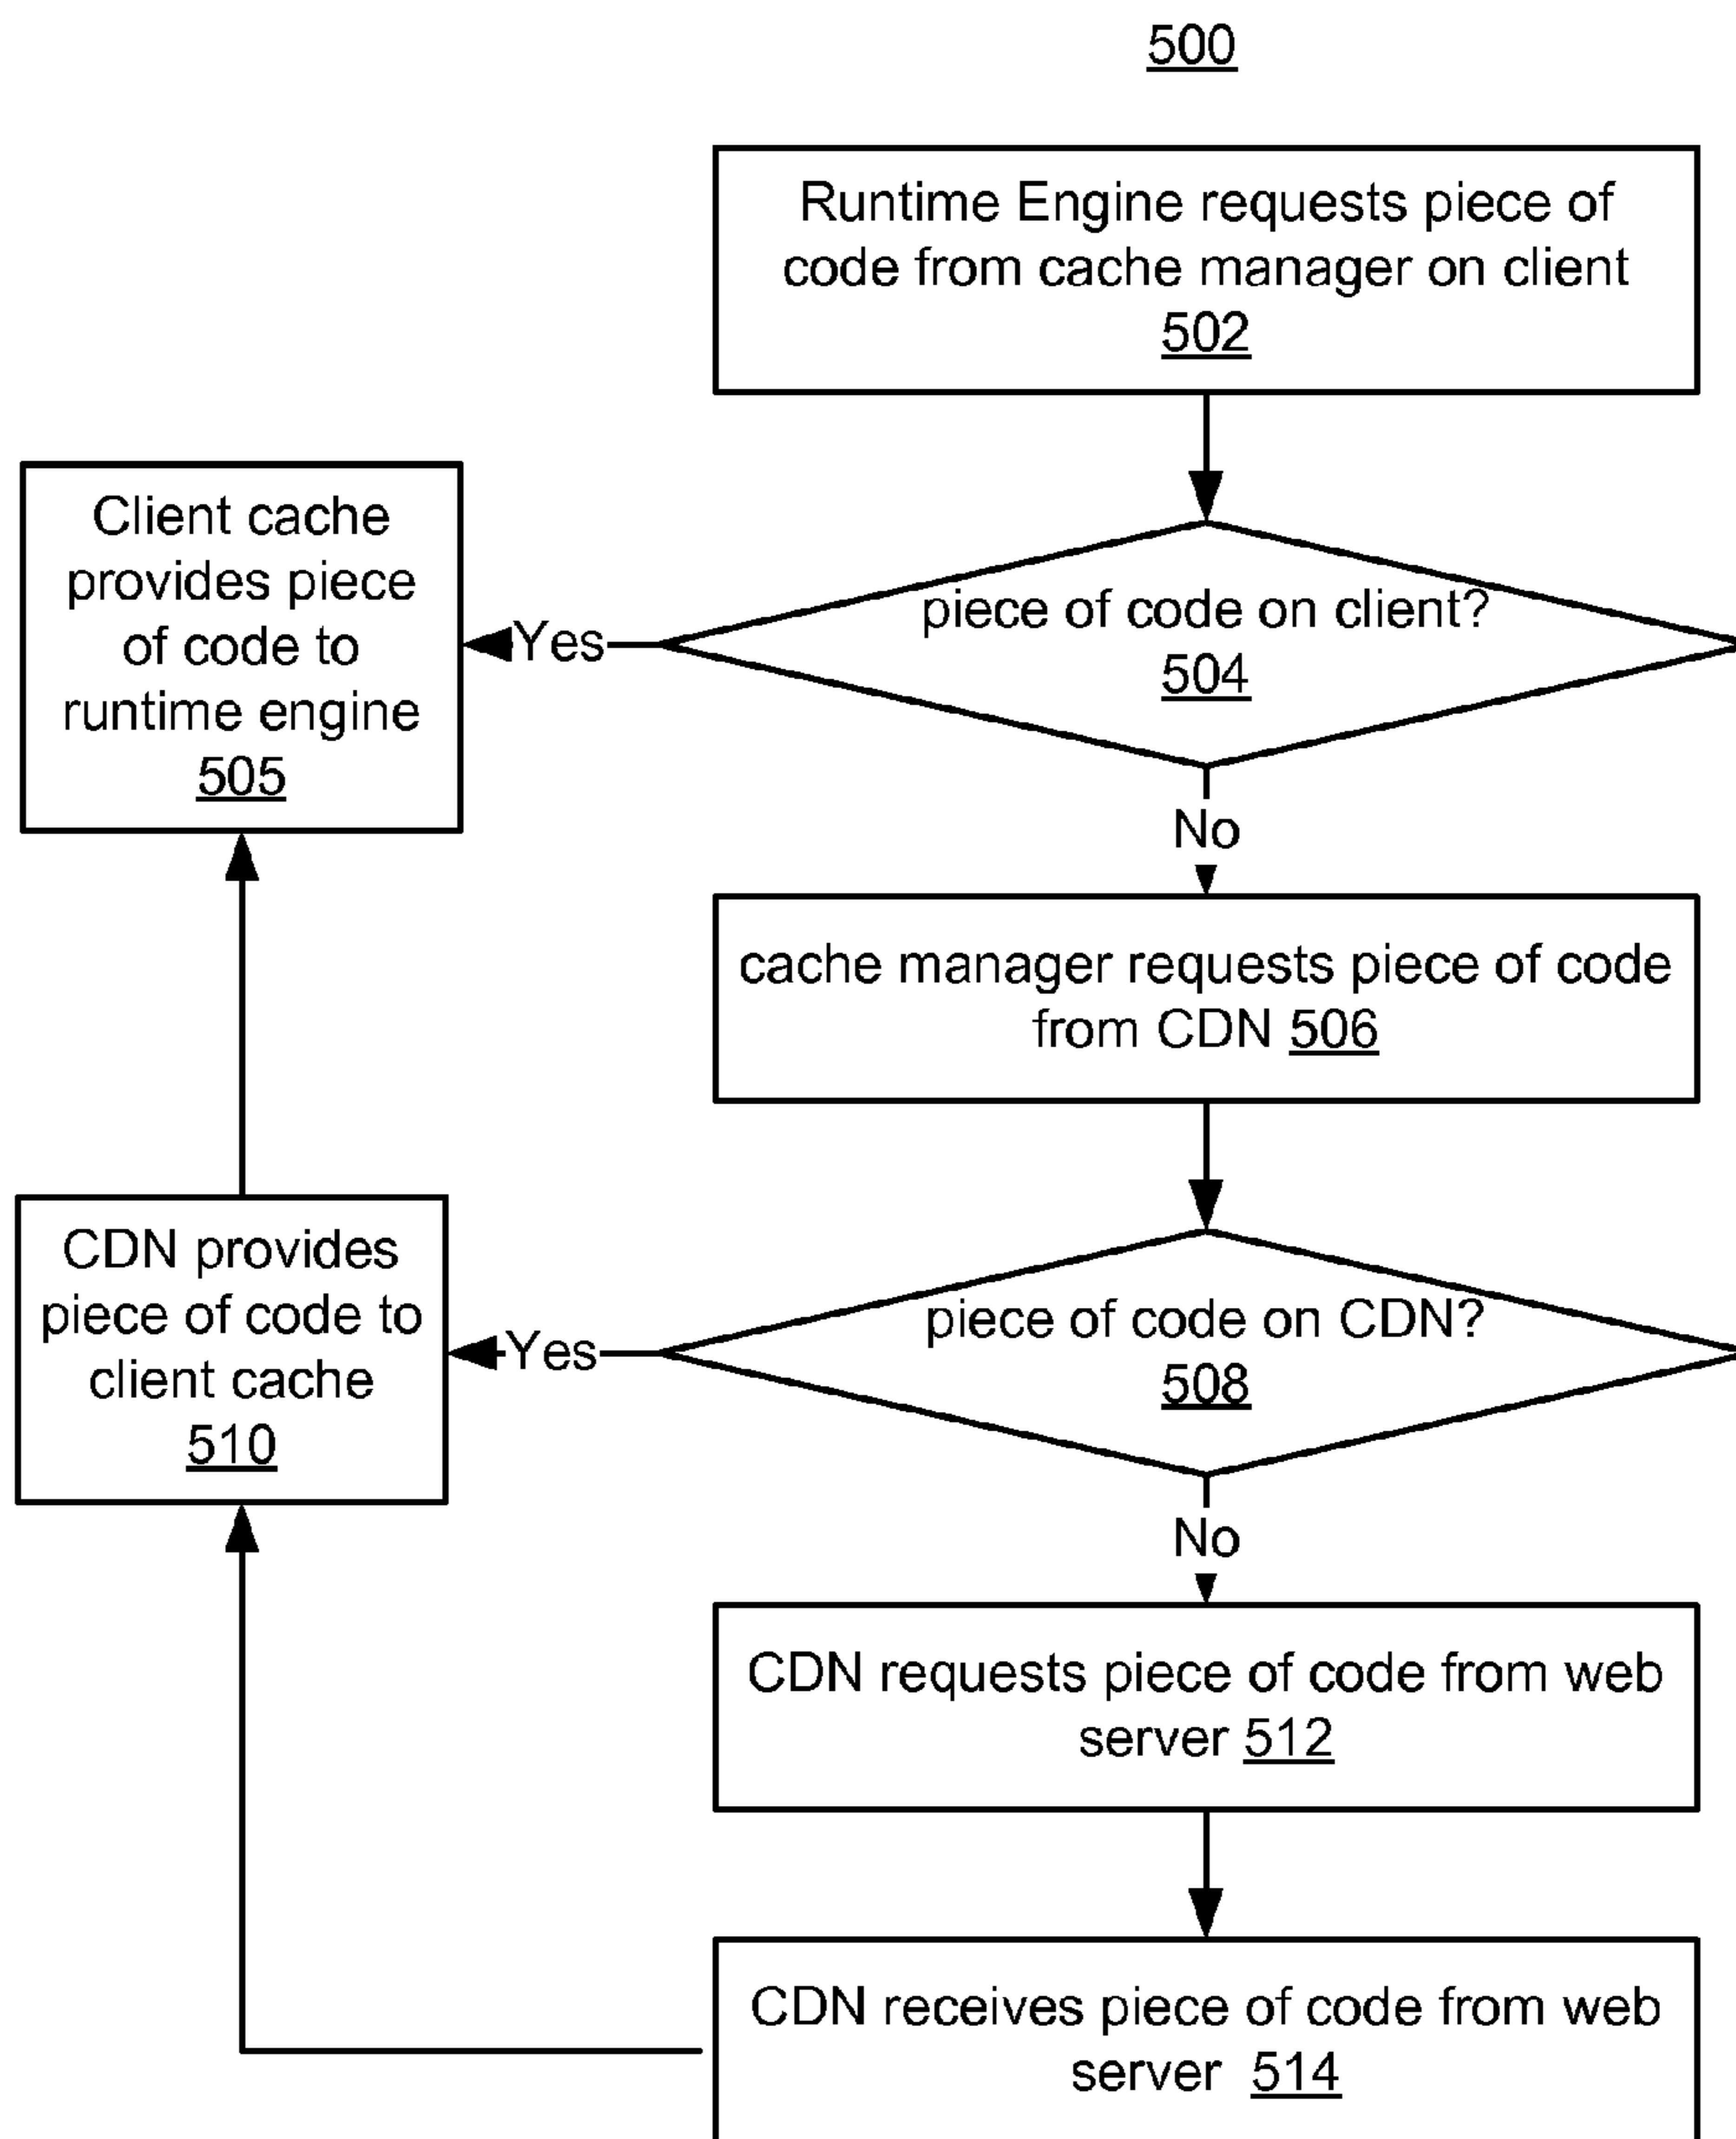 500
Runtime Engine requests piece of
code from cache manager on client
502
Client cache
provides piece
of code to
runtime engine
505
Yes
piece of code on client?
504
No
cache manager requests piece of code
from CDN 506
CDN provides
piece of code to
client cache
510
Yes
piece of code on CDN?
508
No
CDN requests piece of code from web
server 512
CDN receives piece of code from web
server 514